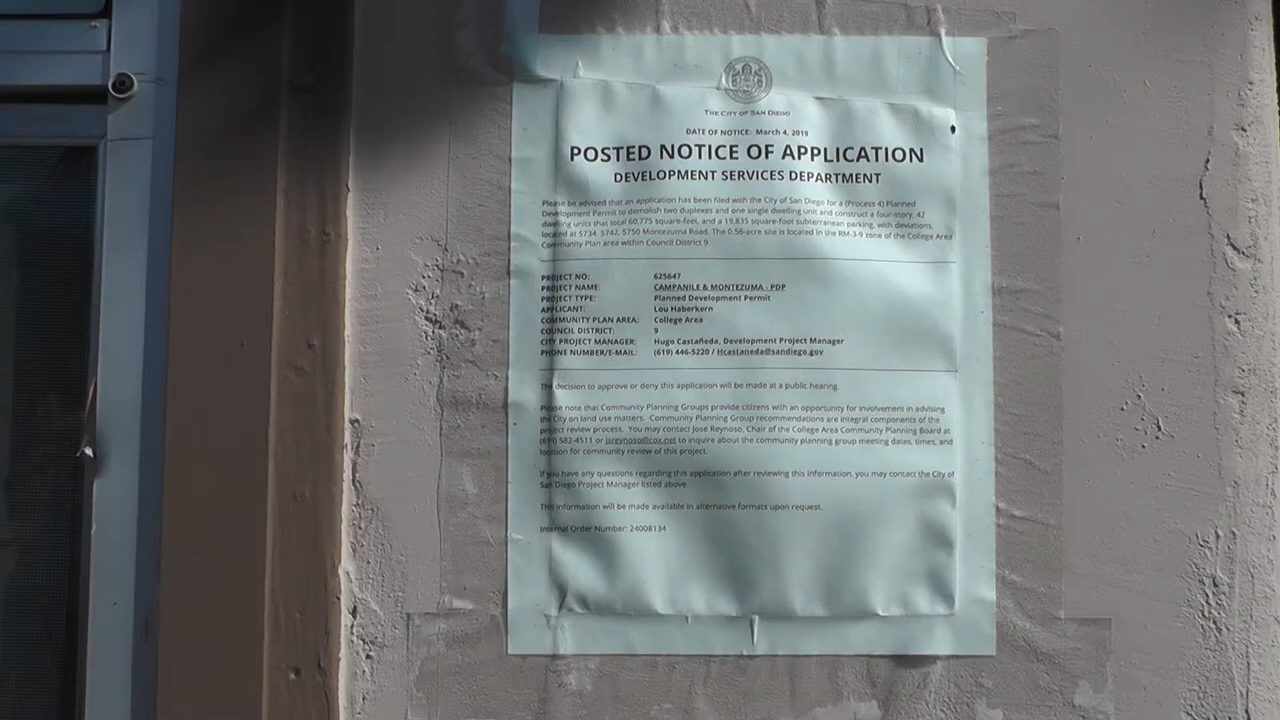 THE CITY OF SAN DIEGO
DATE OF NOTICE: March 4, 2019
POSTED NOTICE OF APPLICATION
DEVELOPMENT SERVICES DEPARTMENT
Please be advised that an application has been filed with the City of San Diego for a (Process 4) Planned
Development Permit to demolish two duplexes and one single dwelling unit and construct a four-story, 42
dwelling units that total 60,775 square-feet, and a 19,835 square-foot subterranean parking, with deviations,
located at 5734, 5742, 5750 Montezuma Road. The 0.56-acre site is located in the RM-3-9 zone of the College Area
Community Plan area within Council District 9.
PROJECT NO: 625647
PROJECT NAME: CAMPANILE & MONTEZUMA - PDP
PROJECT TYPE: Planned Development Permit
APPLICANT: Lou Haberkern
COMMUNITY PLAN AREA: College Area
COUNCIL DISTRICT: 9
CITY PROJECT MANAGER: Hugo Castañeda, Development Project Manager
PHONE NUMBER/E-MAIL: (619) 446-5220 / Hcastaneda@sandiego.gov
The decision to approve or deny this application will be made at a public hearing.
Please note that Community Planning Groups provide citizens with an opportunity for involvement in advising
the City on land use matters. Community Planning Group recommendations are integral components of the
project review process. You may contact Jose Reynoso, Chair of the College Area Community Planning Board at
(619) 582-4511 or jsreynoso@cox.net to inquire about the community planning group meeting dates, times, and
location for community review of this project.
If you have any questions regarding this application after reviewing this information, you may contact the City of
San Diego Project Manager listed above.
This information will be made available in alternative formats upon request.
Internal Order Number: 24008134